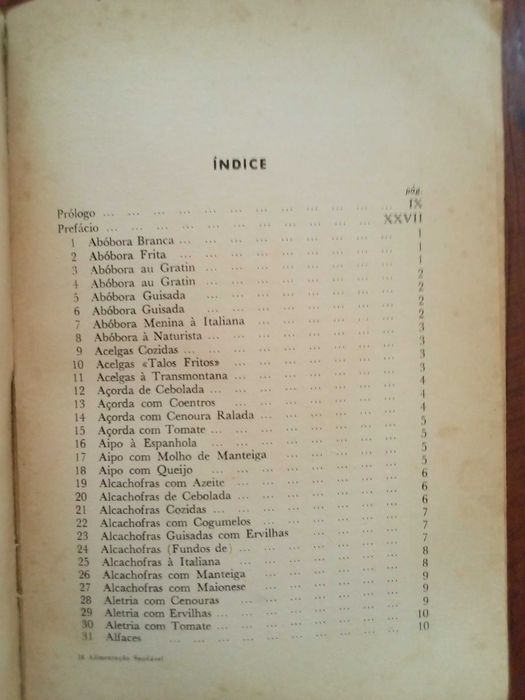 ÍNDICE
pág.
Prólogo ... ... ... ... ... ... ... ... ... ... ... ... IX
Prefácio ... ... ... ... ... ... ... ... ... ... ... XXVII
1 Abóbora Branca ... ... ... ... ... ... ... ... ... 1
2 Abóbora Frita ... ... ... ... ... ... ... ... ... 1
3 Abóbora au Gratin ... ... ... ... ... ... ... ... 1
4 Abóbora au Gratin ... ... ... ... ... ... ... ... 2
5 Abóbora Guisada ... ... ... ... ... ... ... ... 2
6 Abóbora Guisada ... ... ... ... ... ... ... ... 2
7 Abóbora Menina à Italiana ... ... ... ... ... ... 2
8 Abóbora à Naturista ... ... ... ... ... ... ... 3
9 Acelgas Cozidas ... ... ... ... ... ... ... ... ... 3
10 Acelgas «Talos Fritos» ... ... ... ... ... ... ... 3
11 Acelgas à Transmontana ... ... ... ... ... ... ... 3
12 Açorda de Cebolada ... ... ... ... ... ... ... ... 4
13 Açorda com Coentros ... ... ... ... ... ... ... 4
14 Açorda com Cenoura Ralada ... ... ... ... ... ... 4
15 Açorda com Tomate ... ... ... ... ... ... ... ... 5
16 Aipo à Espanhola ... ... ... ... ... ... ... ... 5
17 Aipo com Molho de Manteiga ... ... ... ... ... 5
18 Aipo com Queijo ... ... ... ... ... ... ... ... ... 5
19 Alcachofras com Azeite ... ... ... ... ... ... ... 6
20 Alcachofras de Cebolada ... ... ... ... ... ... ... 6
21 Alcachofras Cozidas ... ... ... ... ... ... ... ... 6
22 Alcachofras com Cogumelos ... ... ... ... ... ... 7
23 Alcachofras Guisadas com Ervilhas ... ... ... ... 7
24 Alcachofras (Fundos de) ... ... ... ... ... ... ... 7
25 Alcachofras à Italiana ... ... ... ... ... ... ... 8
26 Alcachofras com Manteiga ... ... ... ... ... ... 8
27 Alcachofras com Maionese ... ... ... ... ... ... 9
28 Aletria com Cenouras ... ... ... ... ... ... ... 9
29 Aletria com Ervilhas ... ... ... ... ... ... ... 9
30 Aletria com Tomate ... ... ... ... ... ... ... ... 10
31 Alfaces ... ... ... ... ... ... ... ... ... ... 10
18 Alimentação Saudável